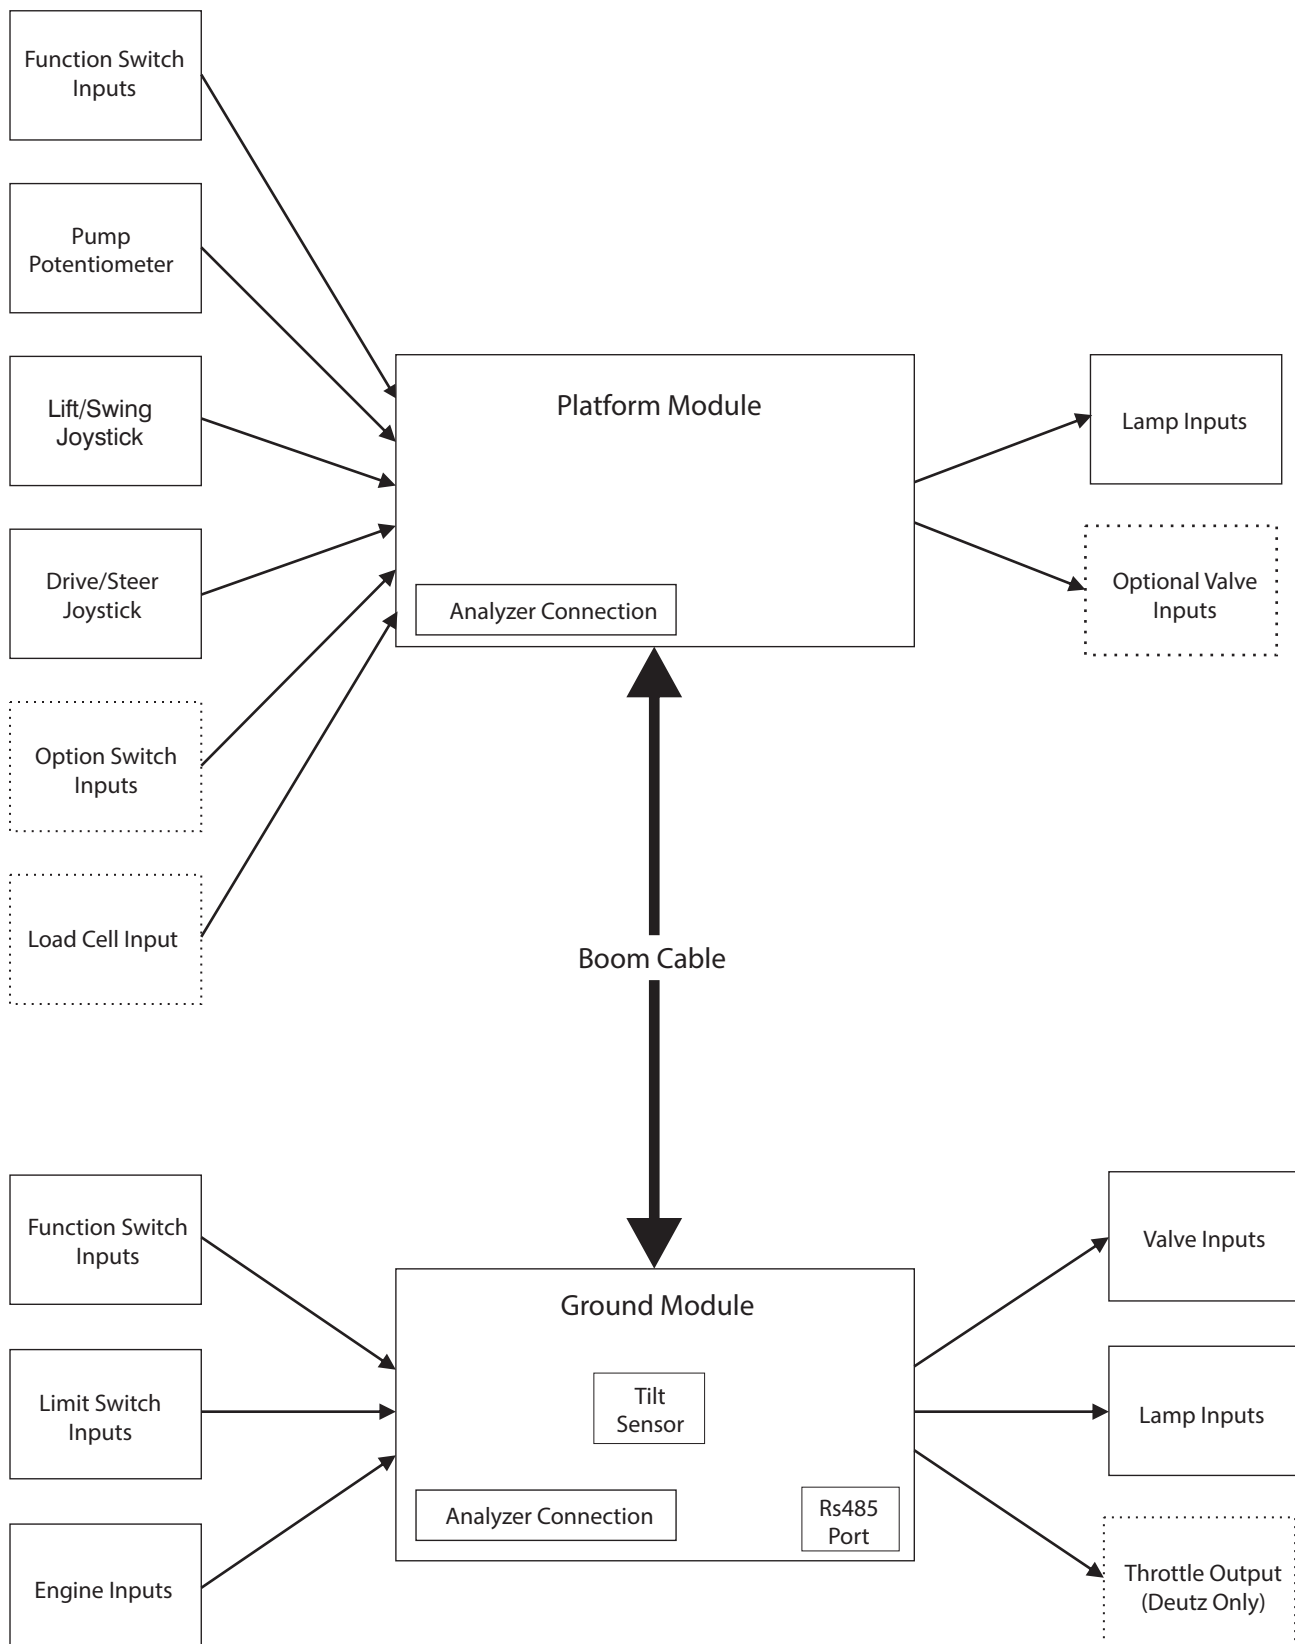 Function Switch
Inputs
Pump
Potentiometer
Lift/Swing
Joystick
Drive/Steer
Joystick
Option Switch
Inputs
Load Cell Input
Platform Module
Analyzer Connection
Lamp Inputs
Optional Valve
Inputs
Boom Cable
Function Switch
Inputs
Limit Switch
Inputs
Engine Inputs
Ground Module
Tilt
Sensor
Analyzer Connection
Rs485
Port
Valve Inputs
Lamp Inputs
Throttle Output
(Deutz Only)